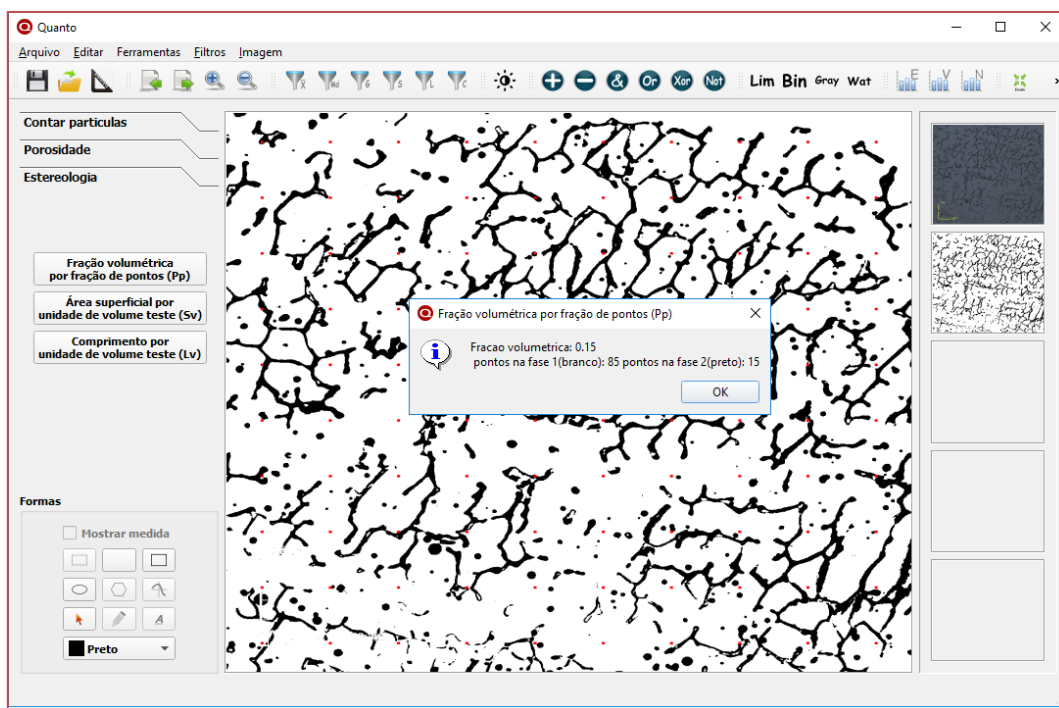 Quanto
Arquivo Editar Ferramentas Filtros Imagem
Or Xor Not Lim Bin Gray Wat E V N
Contar particulas
Porosidade
Estereologia
Fração volumétrica
por fração de pontos (Pp)
Área superficial por
unidade de volume teste (Sv)
Comprimento por
unidade de volume teste (Lv)
Fração volumétrica por fração de pontos (Pp)
Fracao volumetrica: 0.15
pontos na fase 1(branco): 85 pontos na fase 2(preto): 15
OK
Formas
Mostrar medida
A
Preto